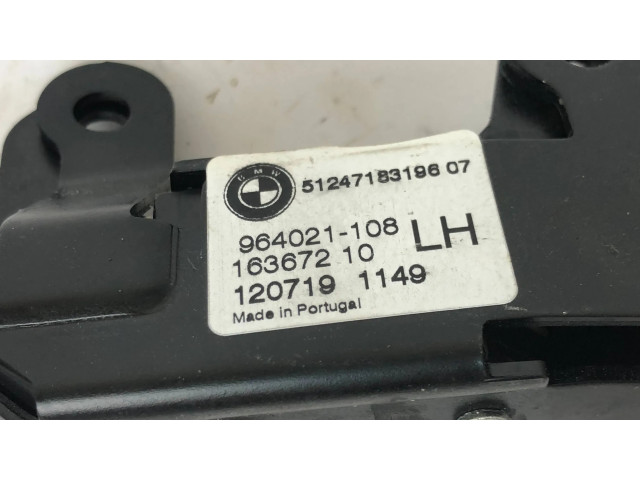 BMW
51247183196 07
964021-108
LH
163672 10
120719 1149
Made in Portugal